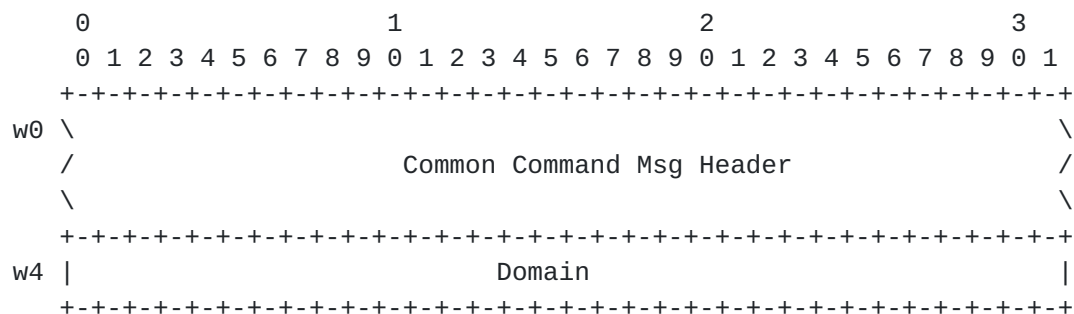 0                   1                   2                   3
     0 1 2 3 4 5 6 7 8 9 0 1 2 3 4 5 6 7 8 9 0 1 2 3 4 5 6 7 8 9 0 1
    +-+-+-+-+-+-+-+-+-+-+-+-+-+-+-+-+-+-+-+-+-+-+-+-+-+-+-+-+-+-+-+-+
 w0 \                                                               \
    /                     Common Command Msg Header                 /
    \                                                               \
    +-+-+-+-+-+-+-+-+-+-+-+-+-+-+-+-+-+-+-+-+-+-+-+-+-+-+-+-+-+-+-+-+
 w4 |                           Domain                              |
    +-+-+-+-+-+-+-+-+-+-+-+-+-+-+-+-+-+-+-+-+-+-+-+-+-+-+-+-+-+-+-+-+